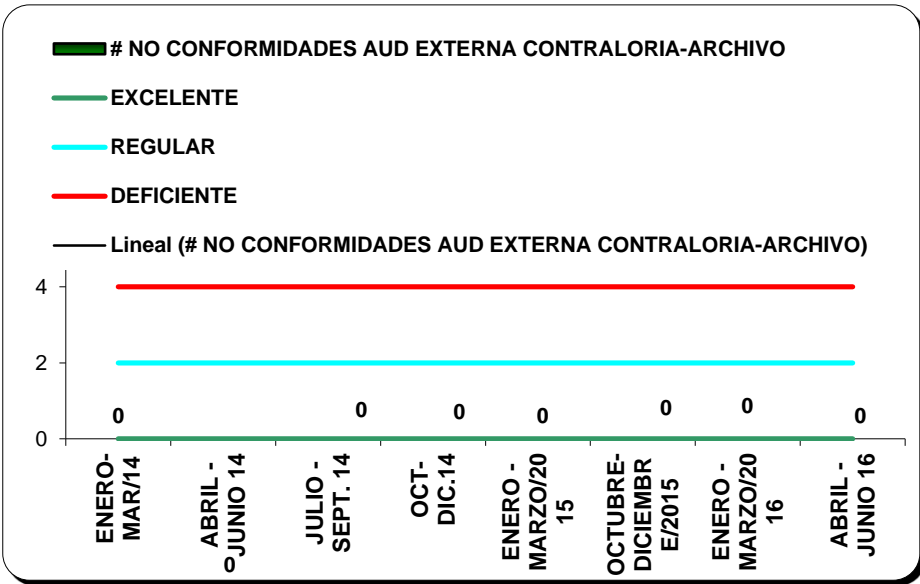 # NO CONFORMIDADES AUD EXTERNA CONTRALORIA-ARCHIVO
EXCELENTE
REGULAR
DEFICIENTE
Lineal (# NO CONFORMIDADES AUD EXTERNA CONTRALORIA-ARCHIVO)
4
2
0
0
0
0
0
0
0
0
0
ENERO-
MAR/14
ABRIL -
JUNIO 14
JULIO -
SEPT. 14
OCT-
DIC.14
ENERO -
MARZO/20
15
OCTUBRE-
DICIEMBR
E/2015
ENERO -
MARZO/20
16
ABRIL -
JUNIO 16